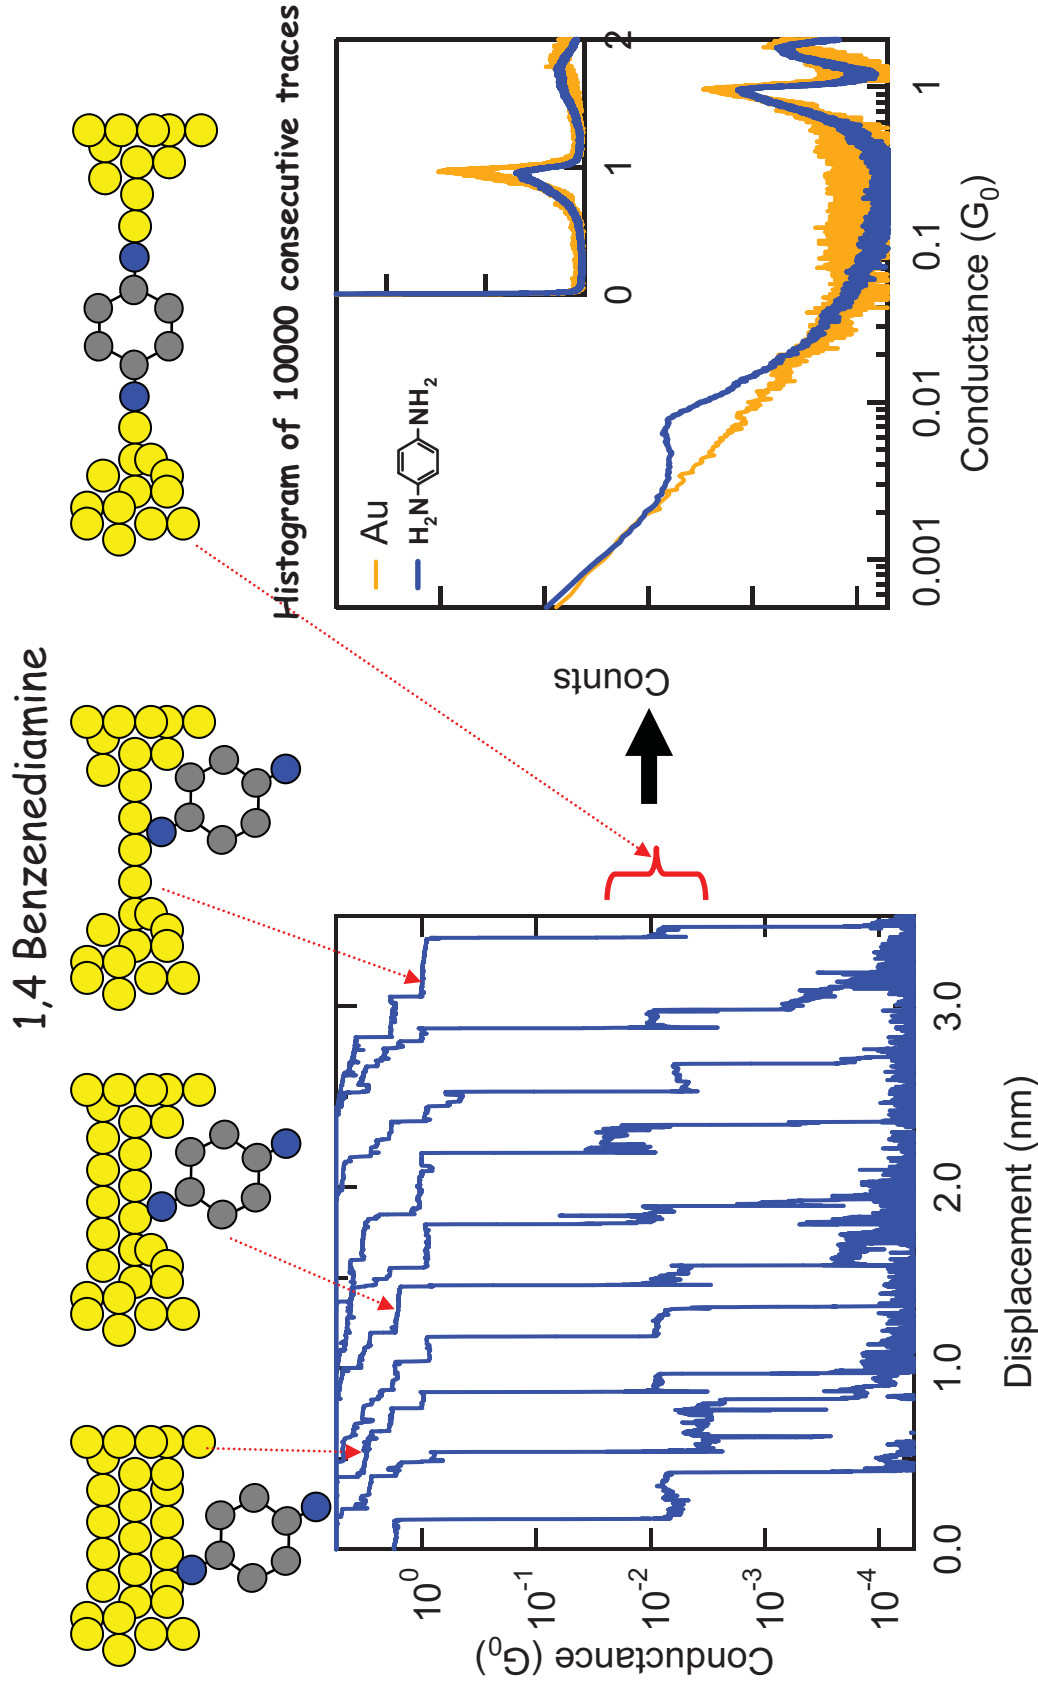 1,4 Benzenediamine
Conductance (G0)
10^0
10^-1
10^-2
10^-3
10^-4
0.0
1.0
2.0
3.0
Displacement (nm)
Histogram of 10000 consecutive traces
Au
H2N
NH2
0
1
2
Counts
0.001
0.01
0.1
1
Conductance (G0)